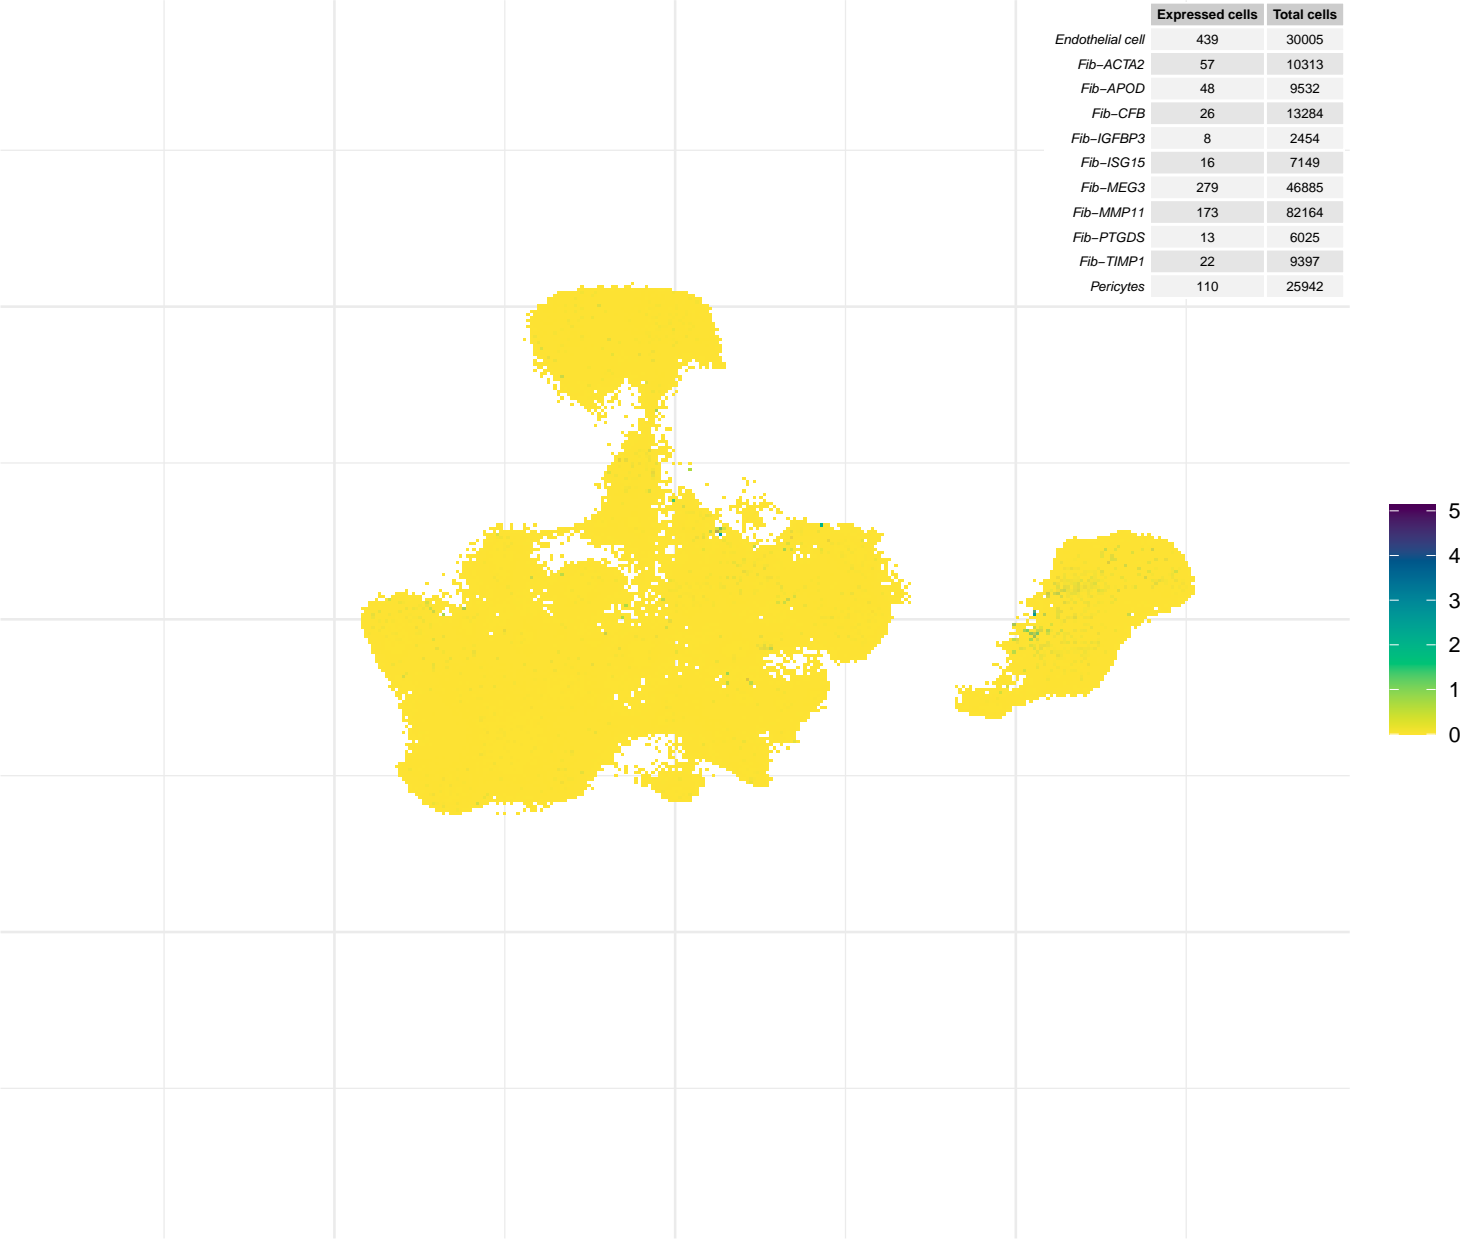 Expressed cells Total cells
Endothelial cell 439 30005
Fib−ACTA2 57 10313
Fib−APOD 48 9532
Fib−CFB 26 13284
Fib−IGFBP3 8 2454
Fib−ISG15 16 7149
Fib−MEG3 279 46885
Fib−MMP11 173 82164
Fib−PTGDS 13 6025
Fib−TIMP1 22 9397
Pericytes 110 25942
5
4
3
2
1
0